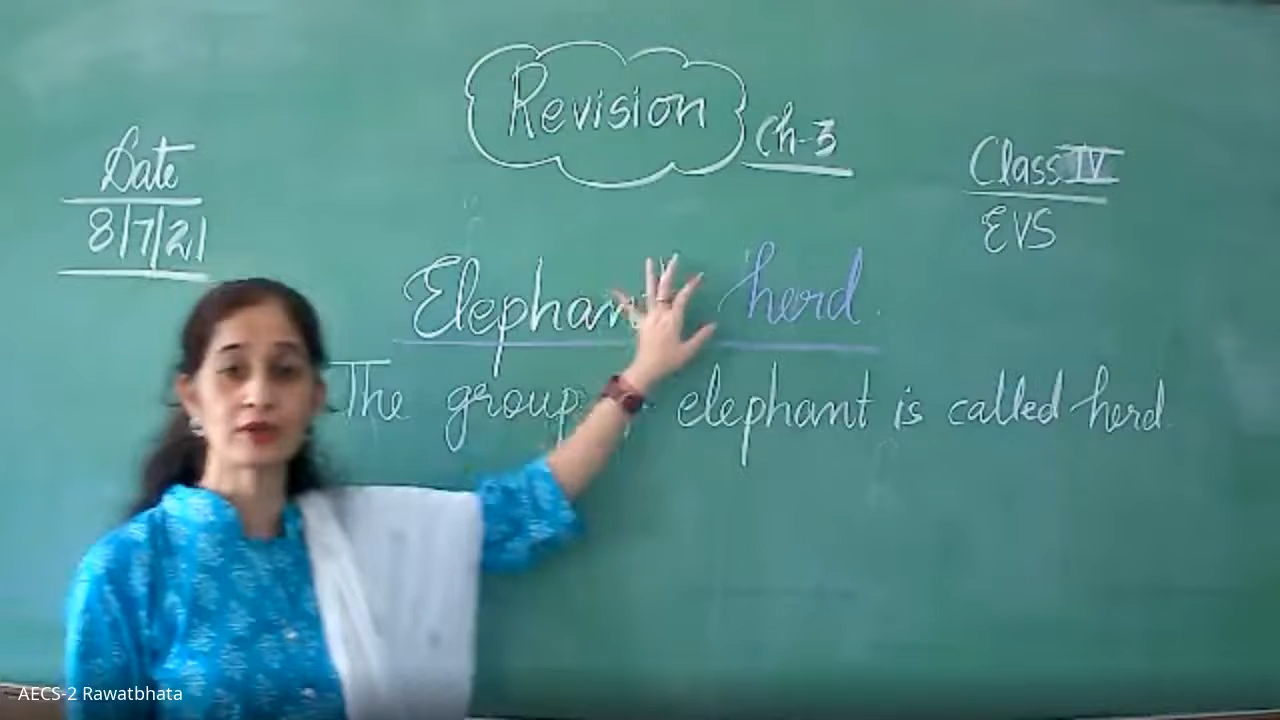 Revision
Ch-3
Date
8/7/21
Class IV
EVS
Elephant herd.
The group elephant is called herd
AECS-2 Rawatbhata